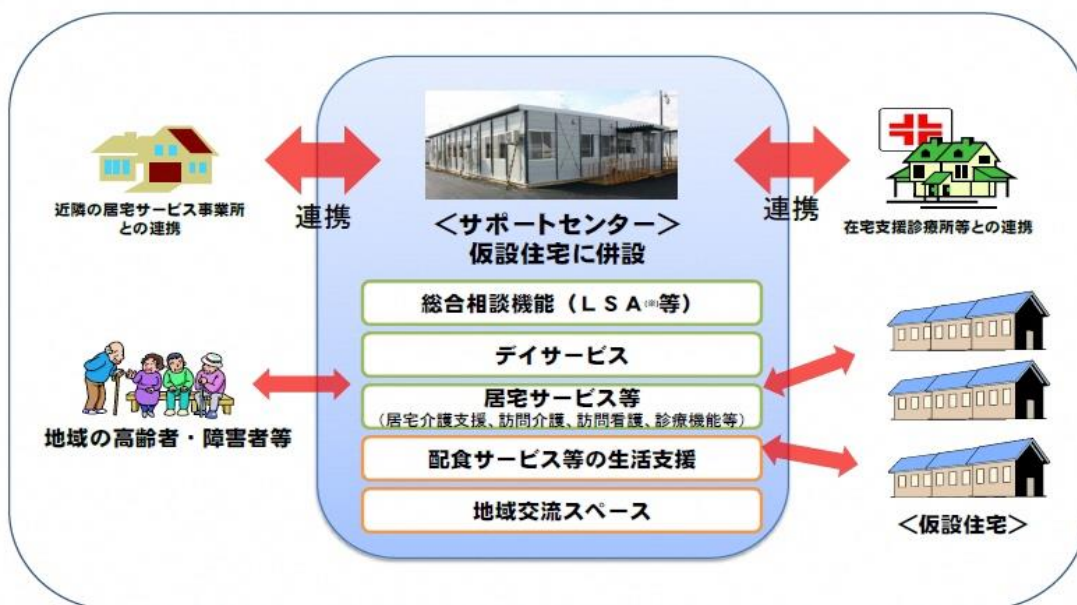 近隣の居宅サービス事業所
との連携
連携
＜サポートセンター＞
仮設住宅に併設
連携
在宅支援診療所等との連携
総合相談機能（ＬＳＡ(※)等）
デイサービス
居宅サービス等
（居宅介護支援、訪問介護、訪問看護、診療機能等）
配食サービス等の生活支援
地域交流スペース
地域の高齢者・障害者等
＜仮設住宅＞